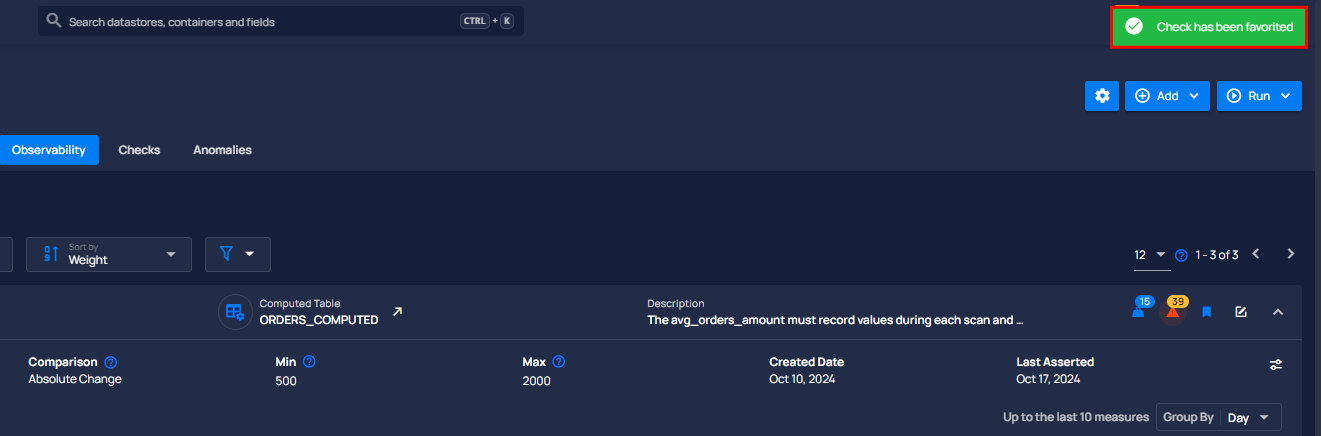 Search datastores, containers and fields
CTRL + K
Check has been favorited
Add
Run
Observability
Checks
Anomalies
Sort by
Weight
12
1 - 3 of 3
Computed Table
ORDERS_COMPUTED
Description
The avg_orders_amount must record values during each scan and ...
15
39
Comparison
Absolute Change
Min
500
Max
2000
Created Date
Oct 10, 2024
Last Asserted
Oct 17, 2024
Up to the last 10 measures
Group By
Day